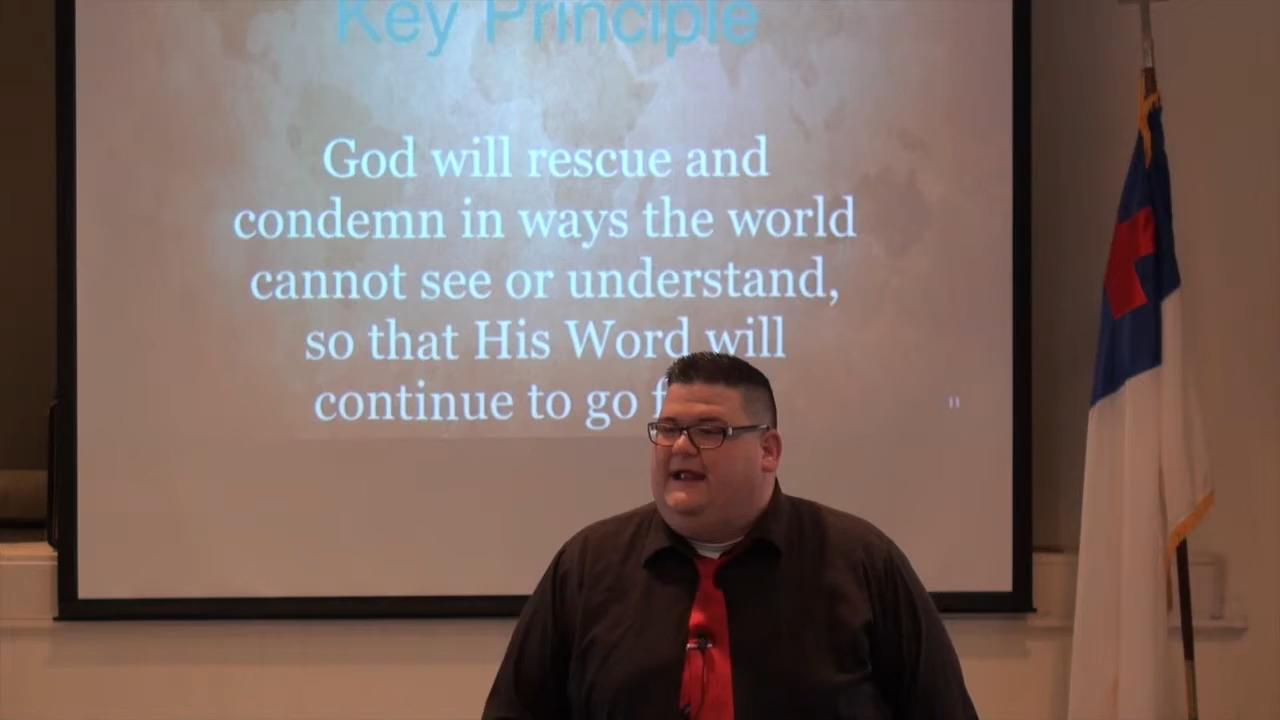 Key Principle
God will rescue and
condemn in ways the world
cannot see or understand,
so that His Word will
continue to go
11